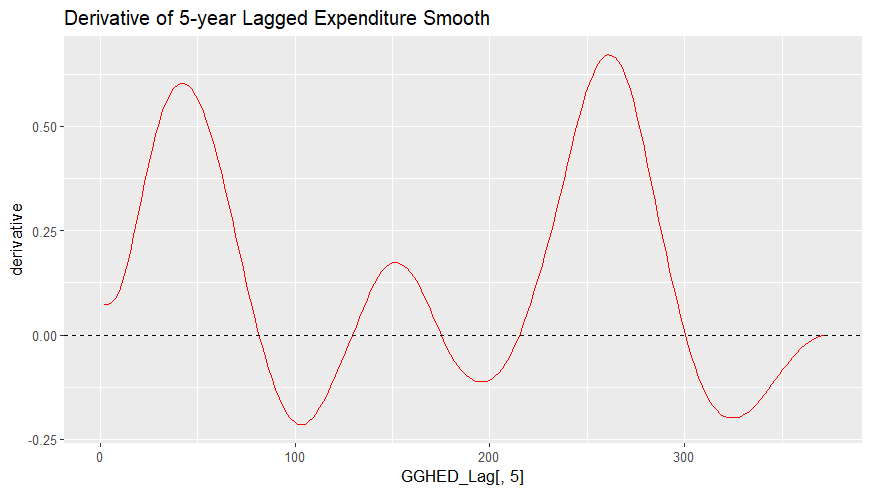 Derivative of 5-year Lagged Expenditure Smooth
derivative
0.50
0.25
0.00
-0.25
0 100 200 300
GGHED_Lag[, 5]